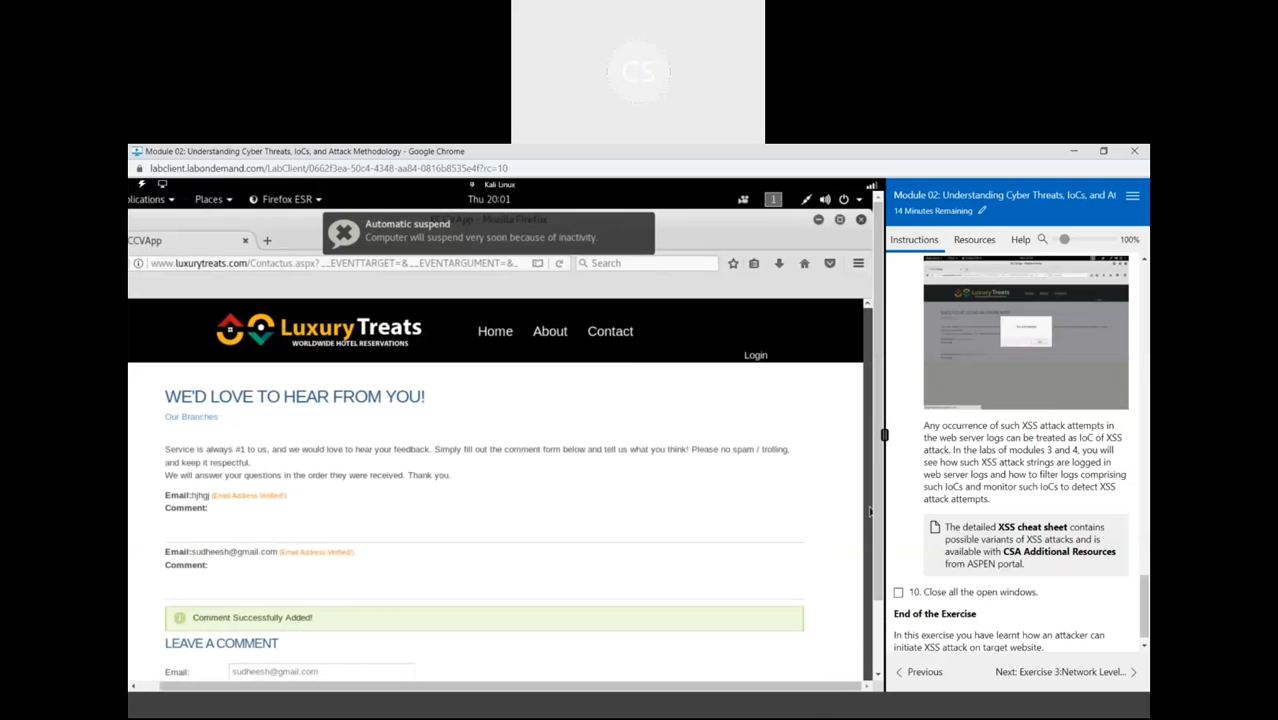 CS
Module 02: Understanding Cyber Threats, IoCs, and Attack Methodology - Google Chrome
labclient.labondemand.com/LabClient/0662f3ea-50c4-4348-aa84-0816b8535e4f?rc=10
Kali Linux
plications
Places
Firefox ESR
Thu 20:01
1
Automatic suspend
Computer will suspend very soon because of inactivity.
CCVApp
www.luxurytreats.com/Contactus.aspx?__EVENTTARGET=&__EVENTARGUMENT=&_
Search
LuxuryTreats
WORLDWIDE HOTEL RESERVATIONS
Home
About
Contact
Login
WE'D LOVE TO HEAR FROM YOU!
Our Branches
Service is always #1 to us, and we would love to hear your feedback. Simply fill out the comment form below and tell us what you think! Please no spam / trolling,
and keep it respectful.
We will answer your questions in the order they were received. Thank you.
Email:hjhgj (Email Address Verified!)
Comment:
Email:sudheesh@gmail.com (Email Address Verified!)
Comment:
Comment Successfully Added!
LEAVE A COMMENT
Email: sudheesh@gmail.com
Module 02: Understanding Cyber Threats, IoCs, and At
14 Minutes Remaining
Instructions
Resources
Help
100%
Any occurrence of such XSS attack attempts in
the web server logs can be treated as IoC of XSS
attack. In the labs of modules 3 and 4, you will
see how such XSS attack strings are logged in
web server logs and how to filter logs comprising
such IoCs and monitor such IoCs to detect XSS
attack attempts.
The detailed XSS cheat sheet contains
possible variants of XSS attacks and is
available with CSA Additional Resources
from ASPEN portal.
10. Close all the open windows.
End of the Exercise
In this exercise you have learnt how an attacker can
initiate XSS attack on target website.
Previous
Next: Exercise 3:Network Level...